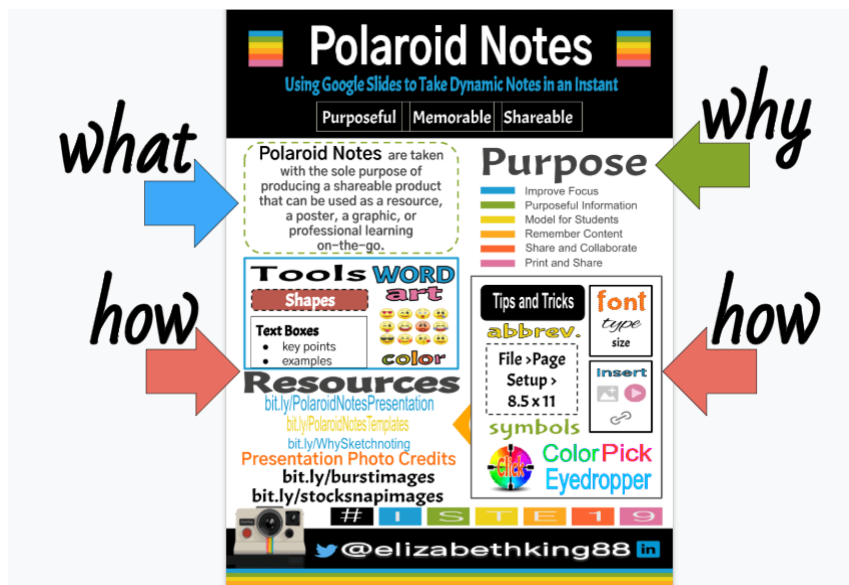 Polaroid Notes
Using Google Slides to Take Dynamic Notes in an Instant
Purposeful Memorable Shareable
what
why
Polaroid Notes are taken
with the sole purpose of
producing a shareable product
that can be used as a resource,
a poster, a graphic, or
professional learning
on-the-go.
Purpose
Improve Focus
Purposeful Information
Model for Students
Remember Content
Share and Collaborate
Print and Share
how
how
Tools WORD
art
Shapes
Text Boxes
• key points
• examples
color
Resources
bit.ly/PolaroidNotesPresentation
bit.ly/PolaroidNotesTemplates
bit.ly/WhySketchnoting
Presentation Photo Credits
bit.ly/burstimages
bit.ly/stocksnapimages
Tips and Tricks
abbrev.
File >Page
Setup >
8.5 x 11
symbols
font
type
size
insert
Click
ColorPick
Eyedropper
#ISTE19
@elizabethking88 in